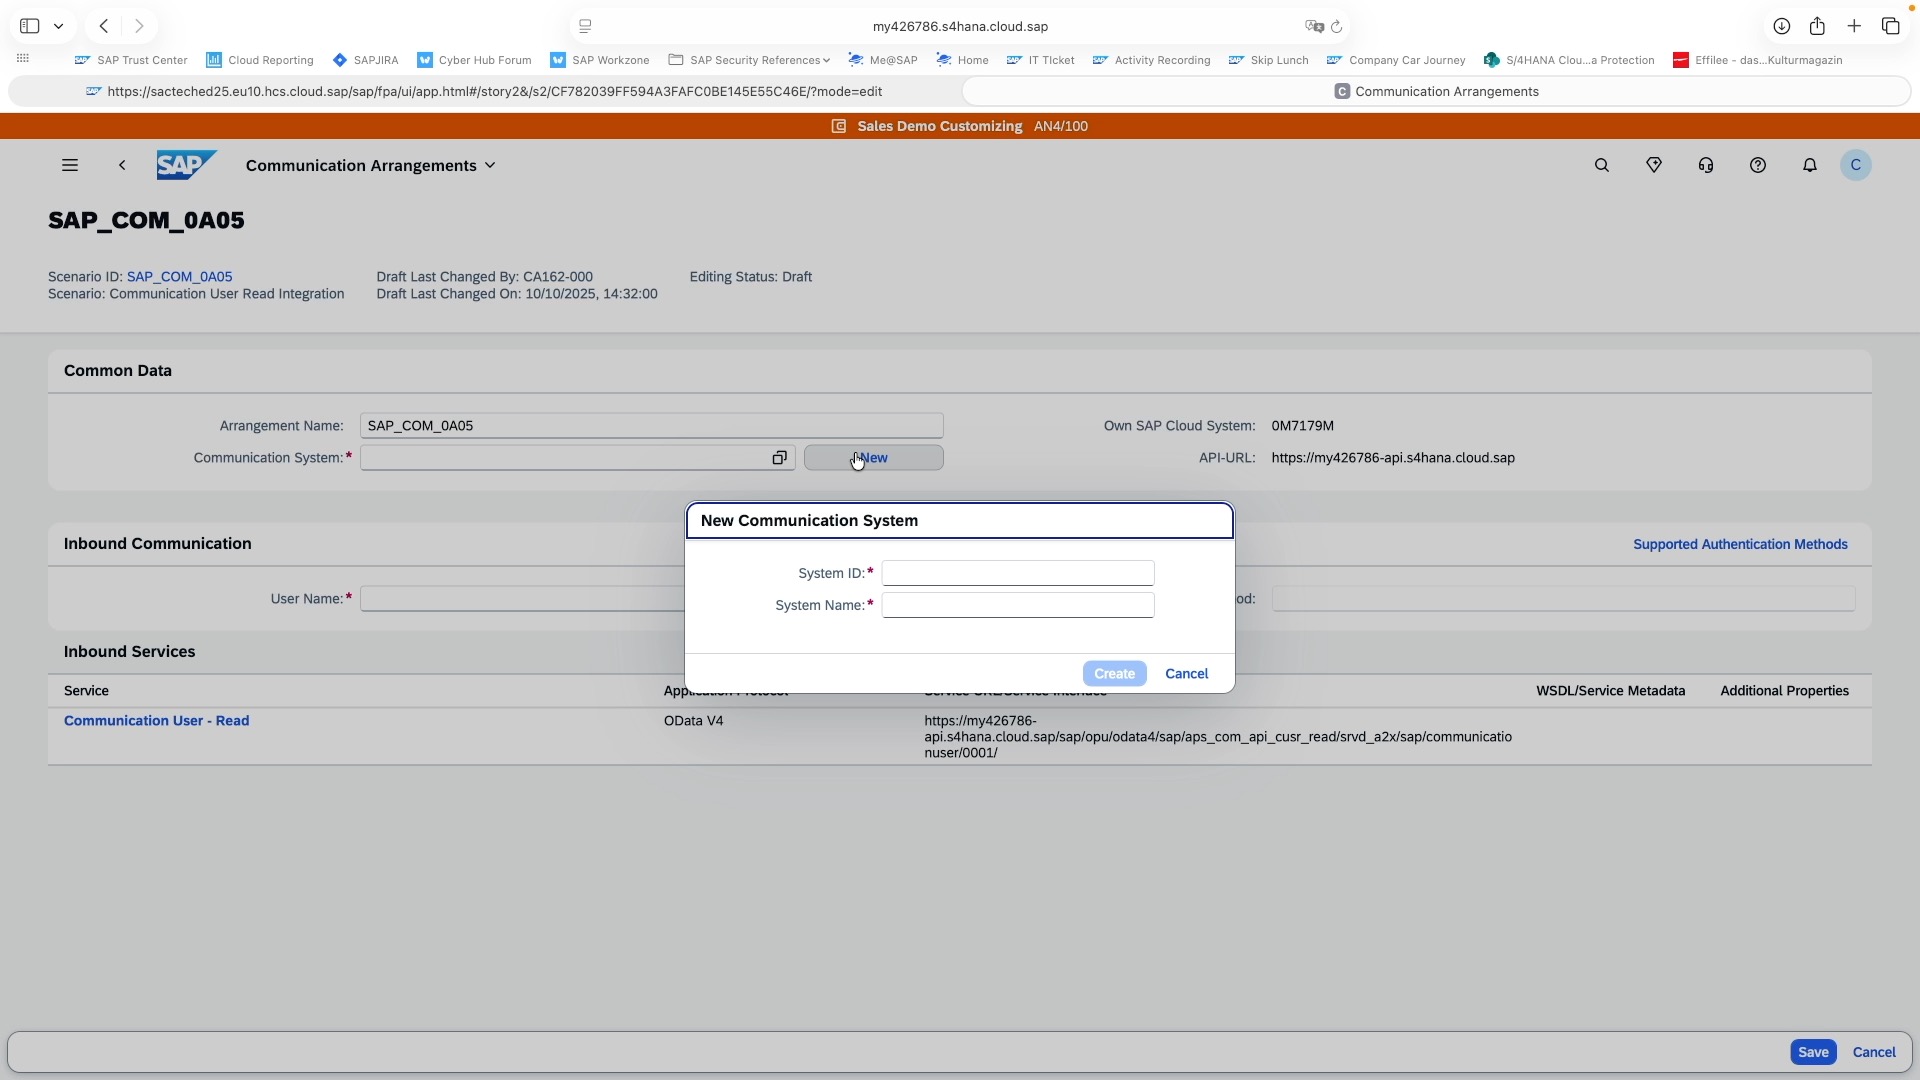 my426786.s4hana.cloud.sap
SAP Trust Center
Cloud Reporting
SAPJIRA
Cyber Hub Forum
SAP Workzone
SAP Security References
Me@SAP
Home
IT TIcket
Activity Recording
Skip Lunch
Company Car Journey
S/4HANA Clou...a Protection
Effilee - das...Kulturmagazin
https://sacteched25.eu10.hcs.cloud.sap/sap/fpa/ui/app.html#/story2&/s2/CF782039FF594A3FAFC0BE145E55C46E/?mode=edit
C Communication Arrangements
Sales Demo Customizing AN4/100
SAP Communication Arrangements
C
SAP_COM_0A05
Scenario ID: SAP_COM_0A05
Scenario: Communication User Read Integration
Draft Last Changed By: CA162-000
Draft Last Changed On: 10/10/2025, 14:32:00
Editing Status: Draft
Common Data
Arrangement Name: SAP_COM_0A05
Own SAP Cloud System: 0M7179M
Communication System:* New
API-URL: https://my426786-api.s4hana.cloud.sap
New Communication System
System ID:*
System Name:*
Create Cancel
Inbound Communication
Supported Authentication Methods
User Name:*
od:
Inbound Services
Service
Application Protocol
Service URL/Service Interface
WSDL/Service Metadata
Additional Properties
Communication User - Read
OData V4
https://my426786-
api.s4hana.cloud.sap/sap/opu/odata4/sap/aps_com_api_cusr_read/srvd_a2x/sap/communicatio
nuser/0001/
Save Cancel